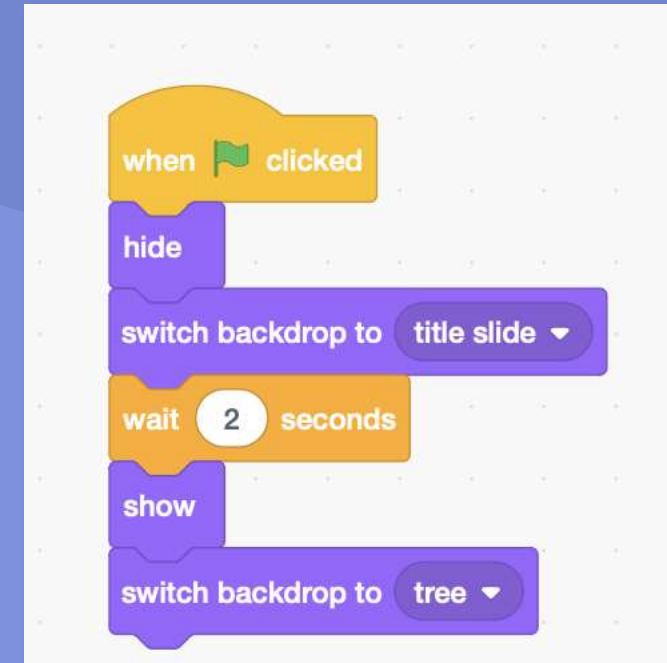 when clicked
hide
switch backdrop to title slide
wait 2 seconds
show
switch backdrop to tree